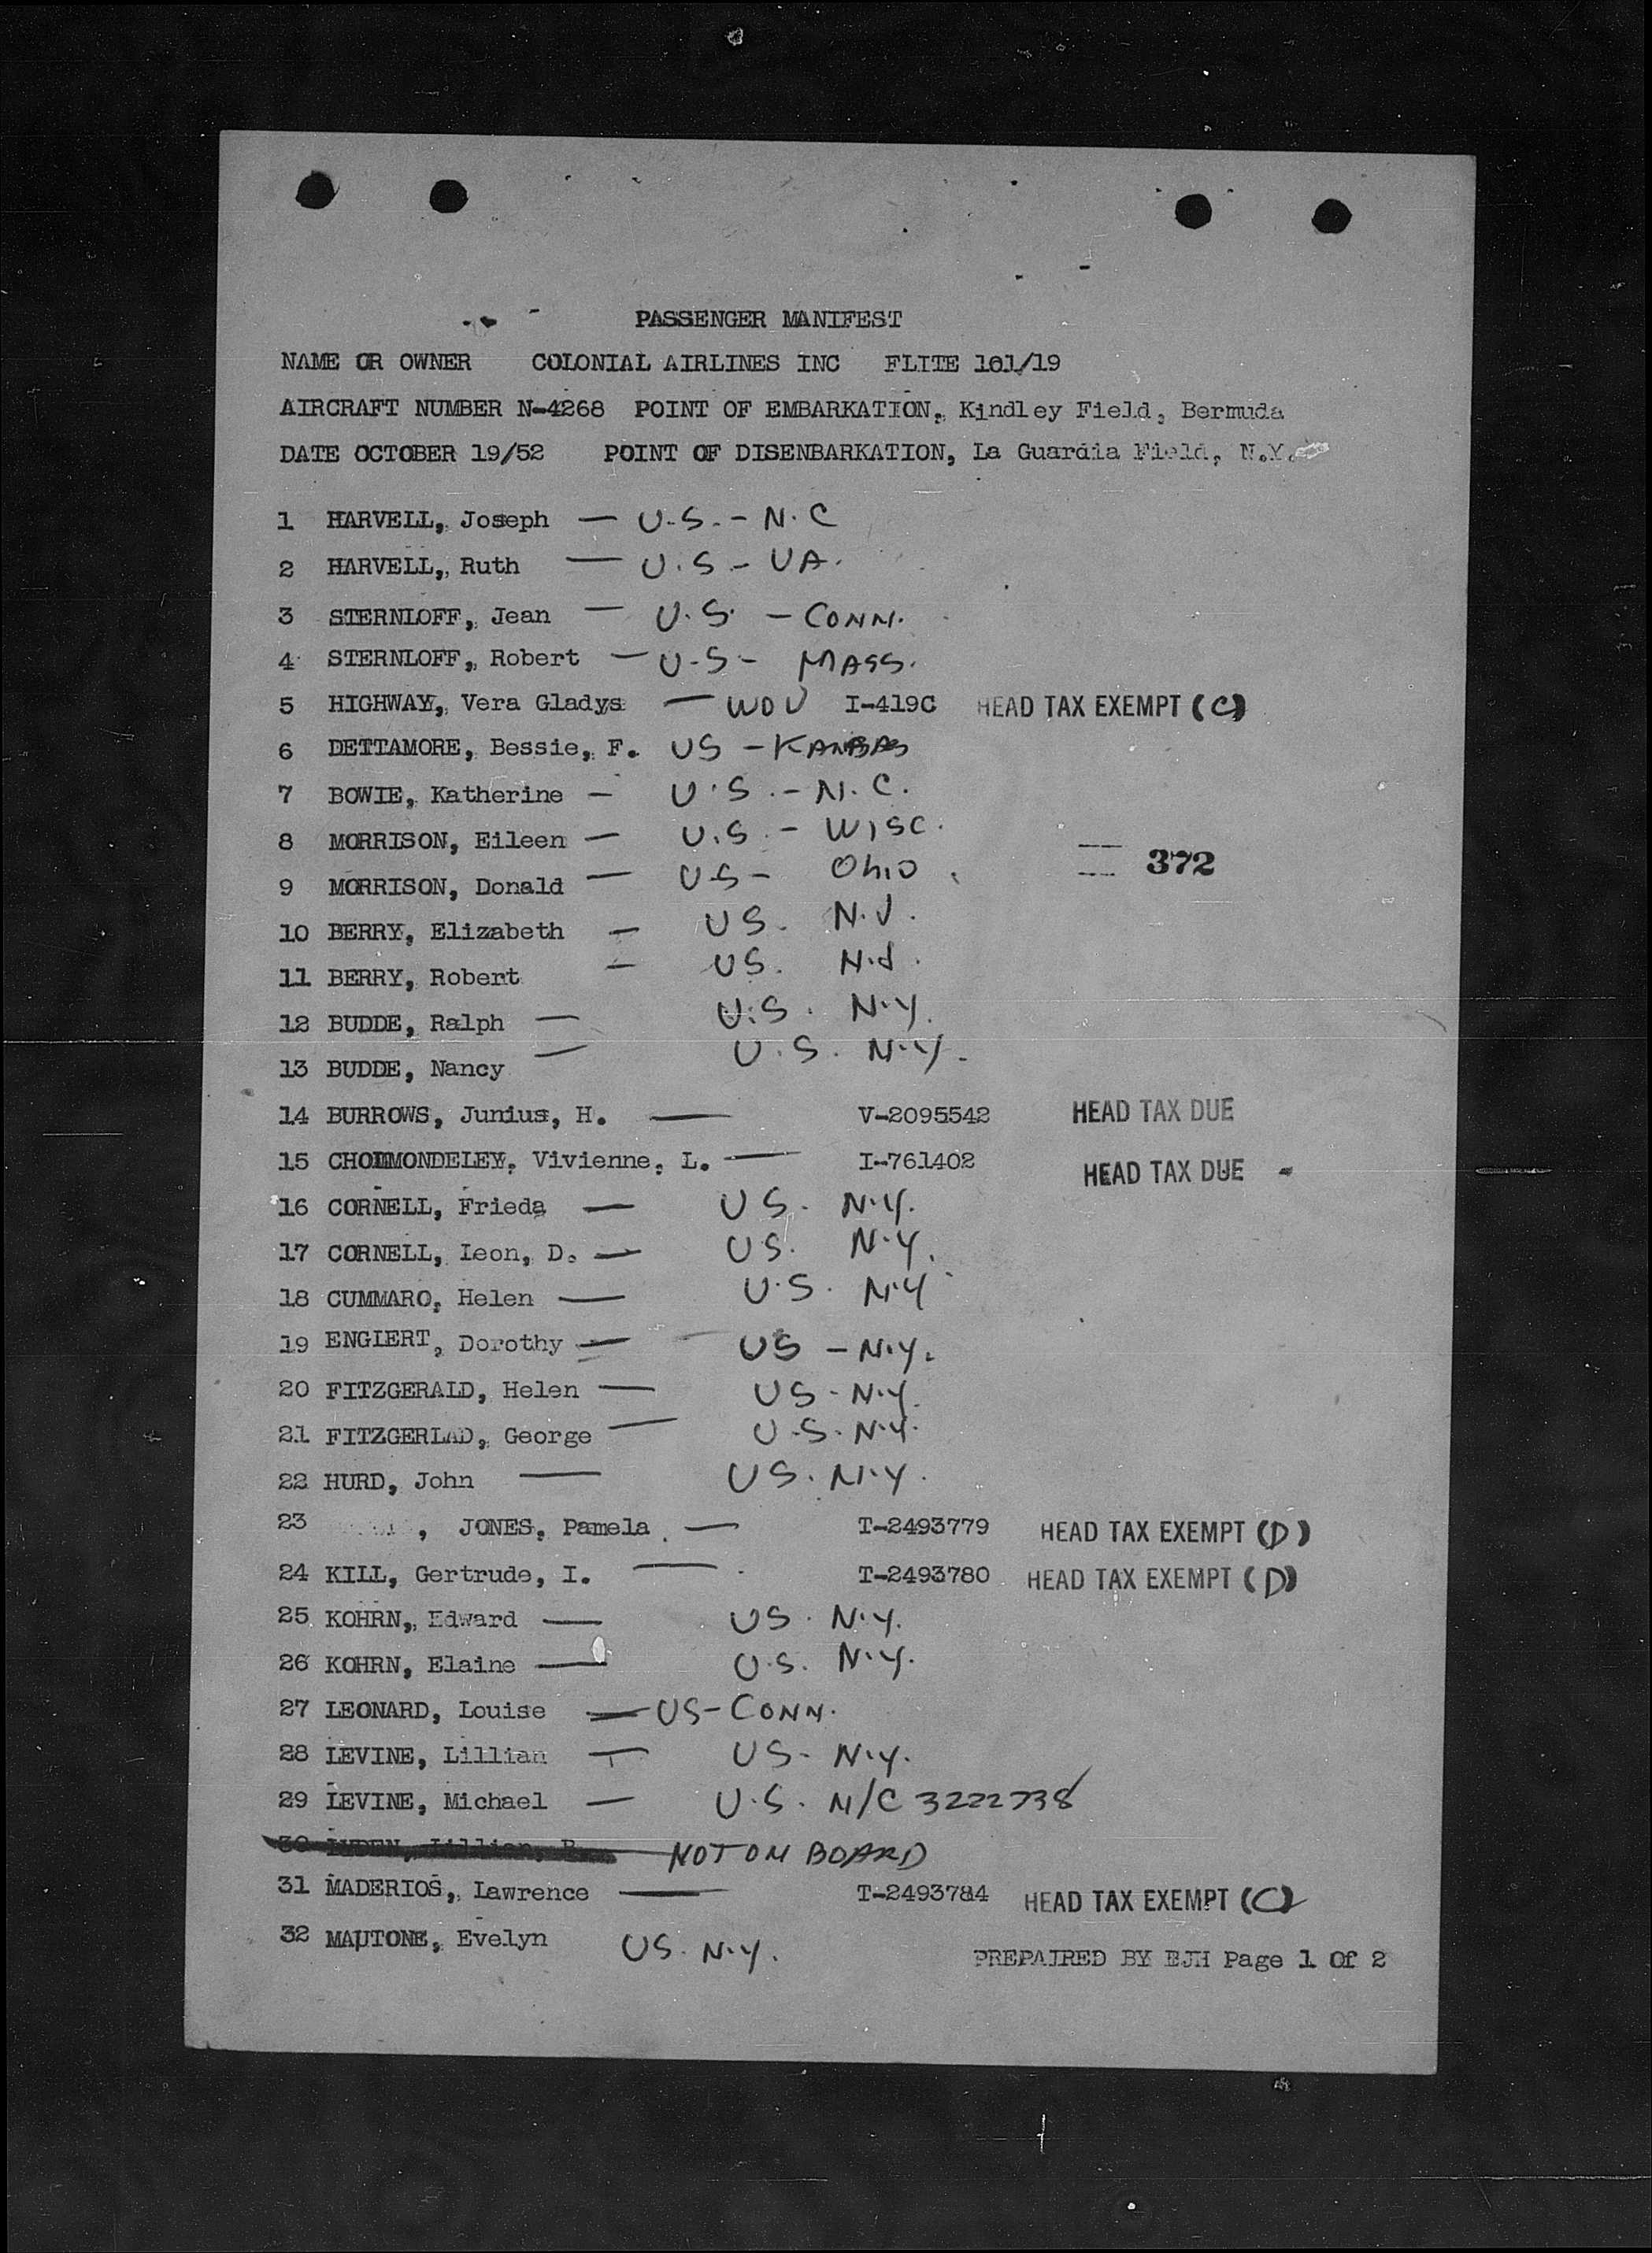 PASSENGER MANIFEST
NAME OR OWNER COLONIAL AIRLINES INC FLITE 101/19
AIRCRAFT NUMBER N-4268 POINT OF EMBARKATION, Kindley Field, Bermuda
DATE OCTOBER 19/52 POINT OF DISENBARKATION, La Guardia Field, N.Y.
1 HARVELL, Joseph — U.S. - N.C
2 HARVELL, Ruth — U.S - VA.
3 STERNLOFF, Jean — U.S. - CONN.
4 STERNLOFF, Robert — U-S- MASS.
5 HIGHWAY, Vera Gladys — WDV I-419C HEAD TAX EXEMPT (C)
6 DETTAMORE, Bessie, F. US - KANSAS
7 BOWIE, Katherine — U.S. - N.C.
8 MORRISON, Eileen — U.S. - WISC.
372
9 MORRISON, Donald — US- Ohio.
10 BERRY, Elizabeth — US. N.J.
11 BERRY, Robert — US. N.J.
12 BUDDE, Ralph — U.S. N.Y.
13 BUDDE, Nancy — U.S. N.Y.
14 BURROWS, Junius, H. — V-2095542 HEAD TAX DUE
15 CHOLMONDELEY, Vivienne, L. — I-761402 HEAD TAX DUE
16 CORNELL, Frieda — US. N.Y.
17 CORNELL, Leon, D. — US. N.Y.
18 CUMMARO, Helen — U.S. N.Y
19 ENGLERT, Dorothy — US - N.Y.
20 FITZGERALD, Helen — US - N.Y.
21 FITZGERLAD, George — U.S. N.Y.
22 HURD, John — US. N.Y.
23 , JONES, Pamela — T-2493779 HEAD TAX EXEMPT (D)
24 KILL, Gertrude, I. — T-2493780 HEAD TAX EXEMPT (D)
25 KOHRN, Edward — US. N.Y.
26 KOHRN, Elaine — U.S. N.Y.
27 LEONARD, Louise — US - CONN.
28 LEVINE, Lillian — US- N.Y.
29 LEVINE, Michael — U.S. N/C 3222738
30 Lillian, NOT ON BOARD
31 MADERIOS, Lawrence — T-2493784 HEAD TAX EXEMPT (C)
32 MAUTONE, Evelyn US. N.Y.
PREPAIRED BY EJH Page 1 Of 2